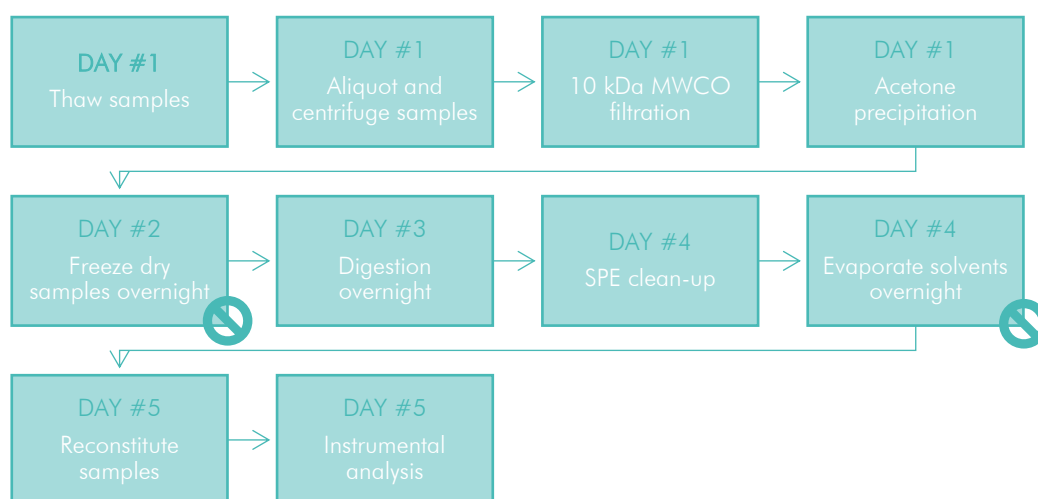 DAY #1
Thaw samples
DAY #1
Aliquot and
centrifuge samples
DAY #1
10 kDa MWCO
filtration
DAY #1
Acetone
precipitation
DAY #2
Freeze dry
samples overnight
DAY #3
Digestion
overnight
DAY #4
SPE clean-up
DAY #4
Evaporate solvents
overnight
DAY #5
Reconstitute
samples
DAY #5
Instrumental
analysis